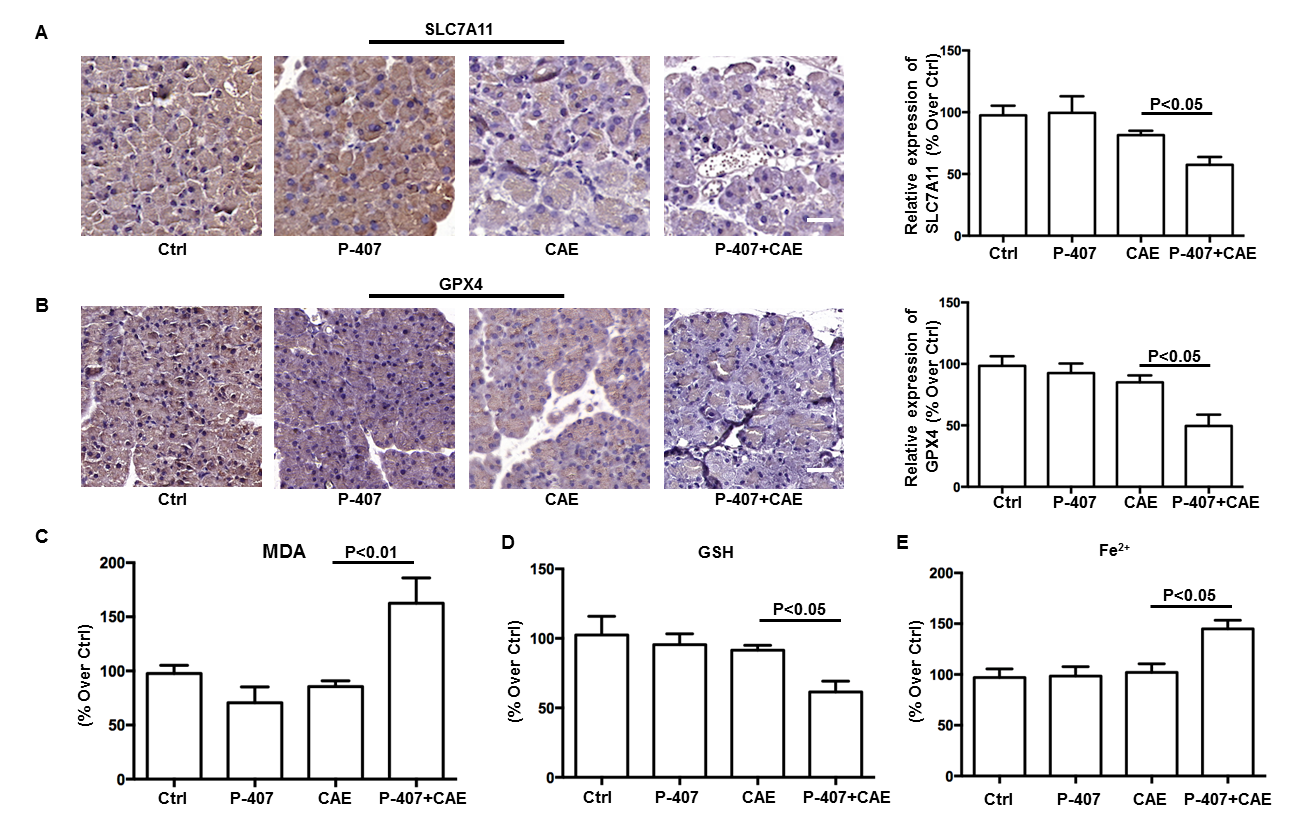 A
SLC7A11
Ctrl
P-407
CAE
P-407+CAE
Relative expression of
SLC7A11 (% Over Ctrl)
150
100
50
0
P<0.05
Ctrl
P-407
CAE
P-407+CAE
B
GPX4
Ctrl
P-407
CAE
P-407+CAE
Relative expression of
GPX4 (% Over Ctrl)
150
100
50
0
P<0.05
Ctrl
P-407
CAE
P-407+CAE
C
MDA
P<0.01
(% Over Ctrl)
200
150
100
50
0
Ctrl
P-407
CAE
P-407+CAE
D
GSH
P<0.05
(% Over Ctrl)
150
100
50
0
Ctrl
P-407
CAE
P-407+CAE
E
Fe²⁺
P<0.05
(% Over Ctrl)
200
150
100
50
0
Ctrl
P-407
CAE
P-407+CAE